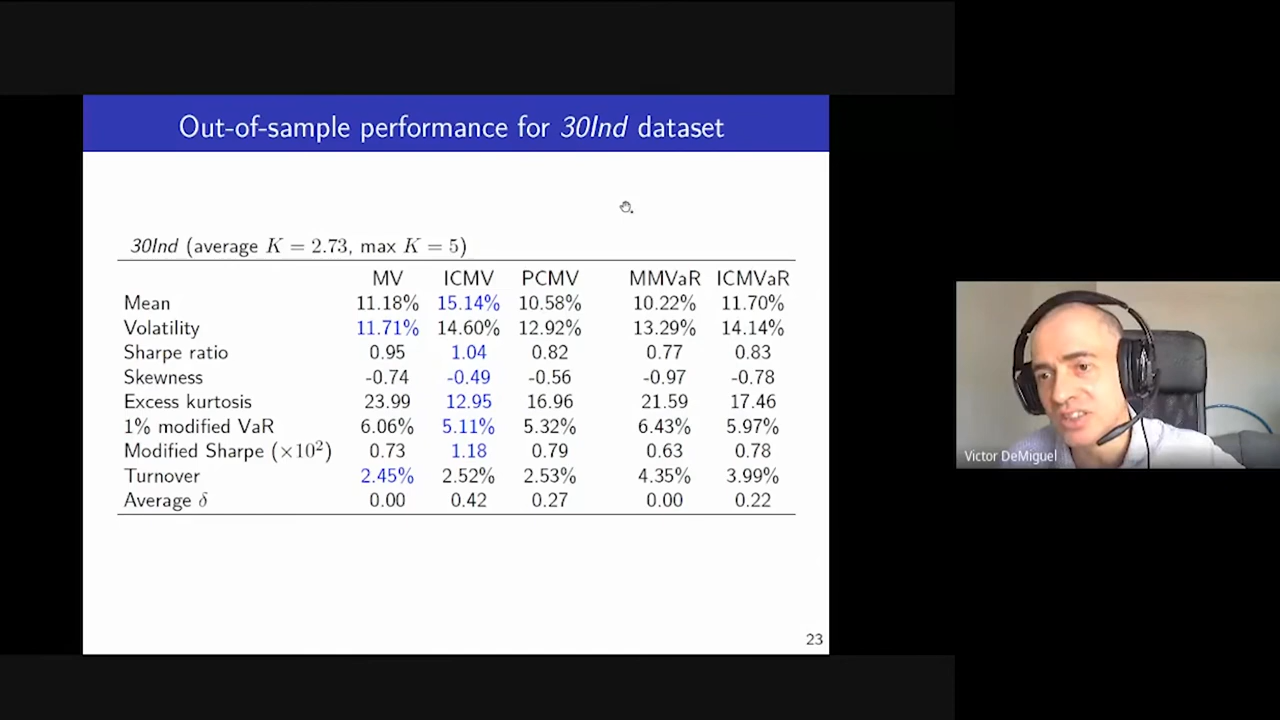 Out-of-sample performance for 30Ind dataset
30Ind (average K = 2.73, max K = 5)
MV ICMV PCMV MMVaR ICMVaR
Mean 11.18% 15.14% 10.58% 10.22% 11.70%
Volatility 11.71% 14.60% 12.92% 13.29% 14.14%
Sharpe ratio 0.95 1.04 0.82 0.77 0.83
Skewness -0.74 -0.49 -0.56 -0.97 -0.78
Excess kurtosis 23.99 12.95 16.96 21.59 17.46
1% modified VaR 6.06% 5.11% 5.32% 6.43% 5.97%
Modified Sharpe (×10²) 0.73 1.18 0.79 0.63 0.78
Turnover 2.45% 2.52% 2.53% 4.35% 3.99%
Average δ 0.00 0.42 0.27 0.00 0.22
23
Victor DeMiguel